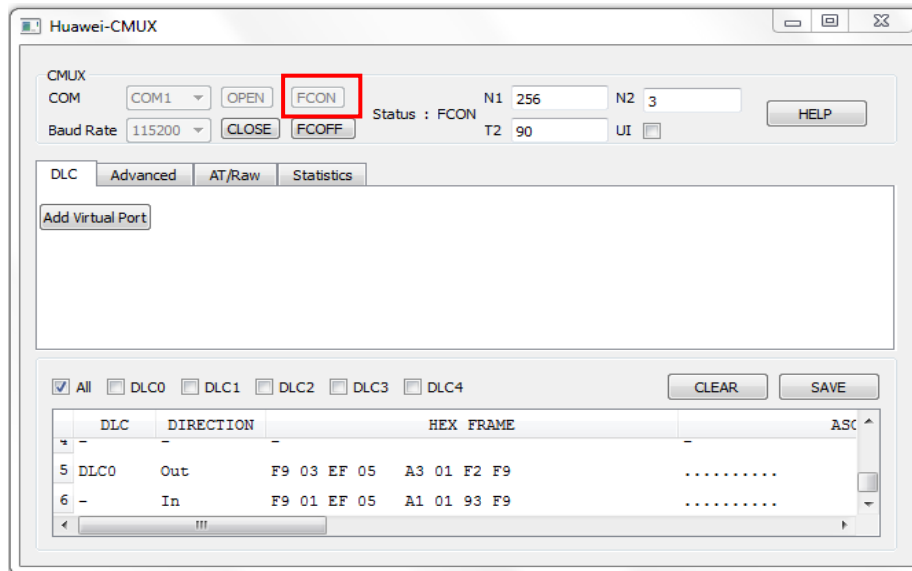 Huawei-CMUX
CMUX
COM COM1 OPEN FCON Status : FCON N1 256 N2 3 HELP
Baud Rate 115200 CLOSE FCOFF T2 90 UI
DLC Advanced AT/Raw Statistics
Add Virtual Port
All DLC0 DLC1 DLC2 DLC3 DLC4 CLEAR SAVE
DLC DIRECTION HEX FRAME ASC
4 - - - -
5 DLC0 Out F9 03 EF 05 A3 01 F2 F9 ..........
6 - In F9 01 EF 05 A1 01 93 F9 ..........